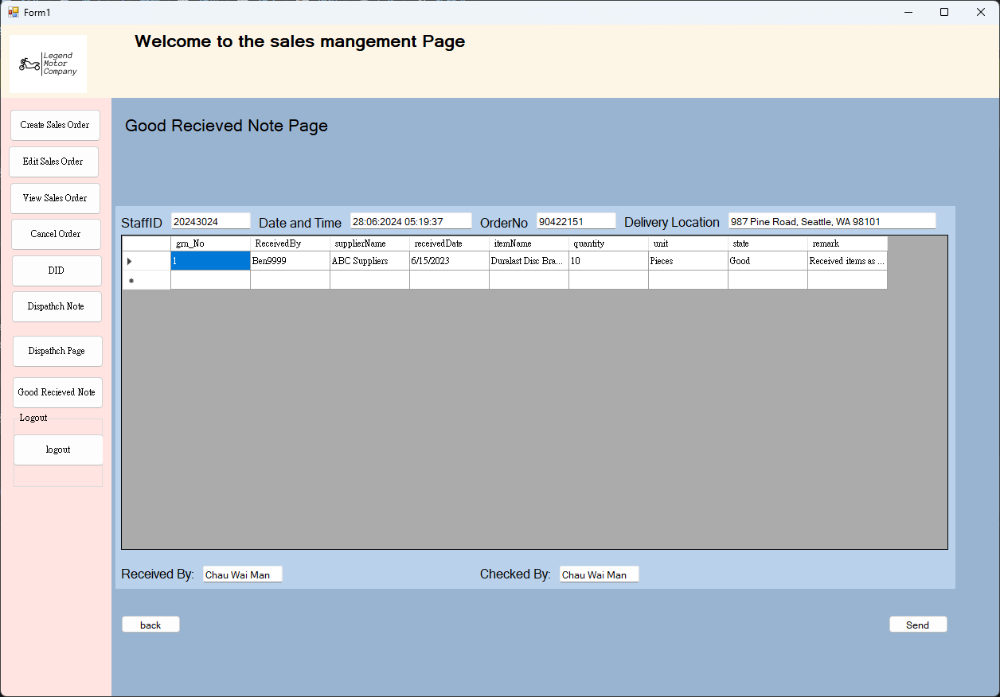 Form1
Legend
Motor
Company
Welcome to the sales mangement Page
Create Sales Order
Edit Sales Order
View Sales Order
Cancel Order
DID
Dispathch Note
Dispathch Page
Good Recieved Note
Logout
logout
Good Recieved Note Page
StaffID 20243024 Date and Time 28:06:2024 05:19:37 OrderNo 90422151 Delivery Location 987 Pine Road, Seattle, WA 98101
grn_No ReceivedBy supplierName receivedDate itemName quantity unit state remark
1 Ben9999 ABC Suppliers 6/15/2023 Duralast Disc Bra... 10 Pieces Good Received items as ...
Received By: Chau Wai Man Checked By: Chau Wai Man
back Send